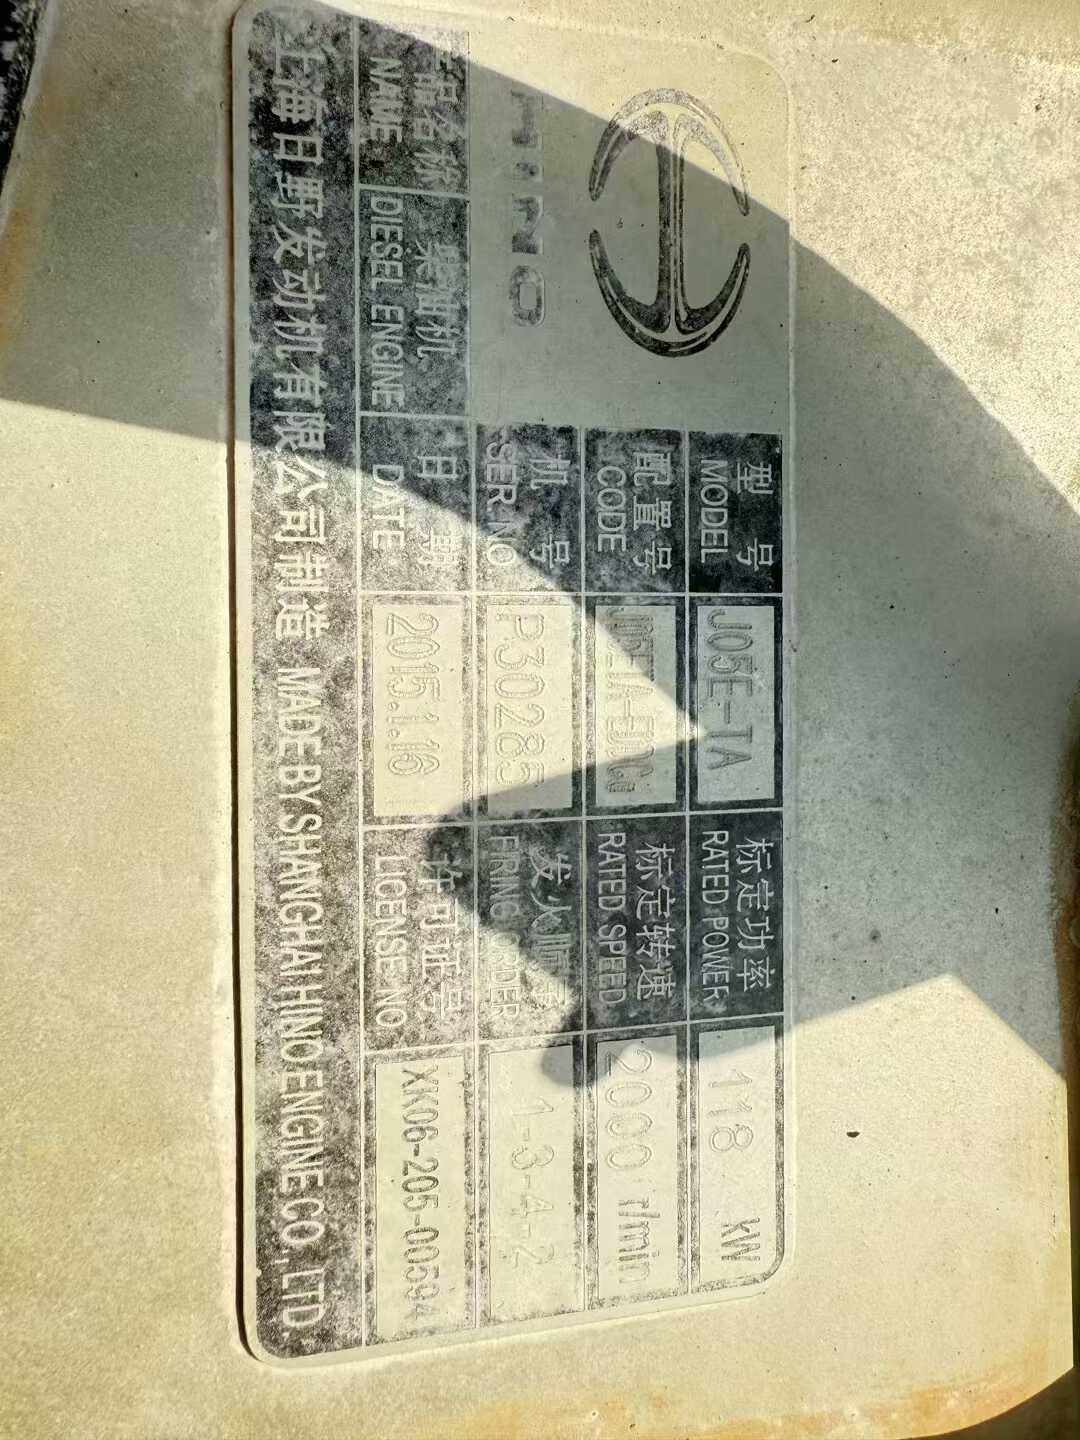 HINO
型号 MODEL J05E-TA 标定功率 RATED POWER 118 kW
配置号 CODE 标定转速 RATED SPEED 2000 r/min
机号 SER.NO P30285 发火顺序 FIRING ORDER 1-3-4-2
产品名称 NAME 柴油机 DIESEL ENGINE 日期 DATE 2015.1.16 许可证号 LICENSE NO XK06-205-00594
上海日野发动机有限公司制造 MADE BY SHANGHAI HINO ENGINE CO.,LTD.